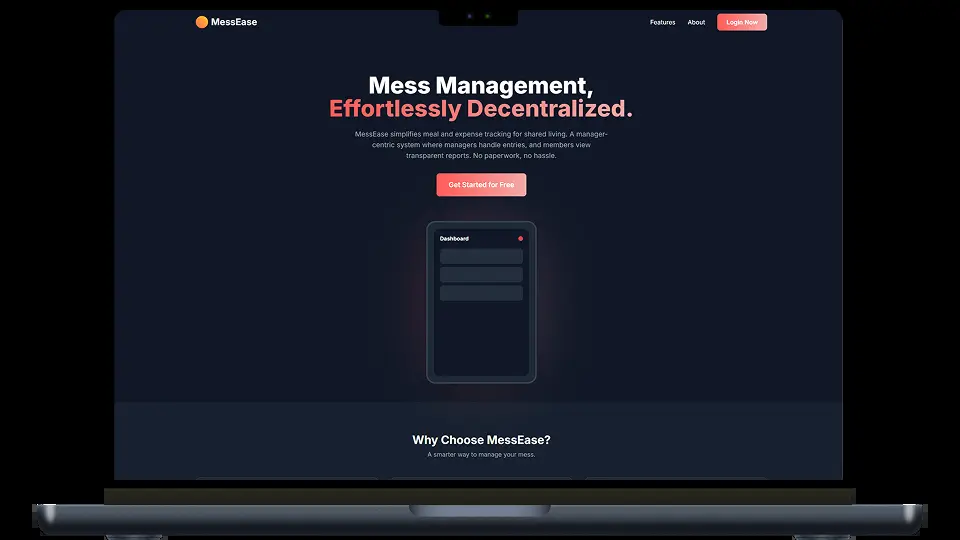 MessEase
Features
About
Login Now
Mess Management,
Effortlessly Decentralized.
MessEase simplifies meal and expense tracking for shared living. A manager-
centric system where managers handle entries, and members view
transparent reports. No paperwork, no hassle.
Get Started for Free
Dashboard
Why Choose MessEase?
A smarter way to manage your mess.